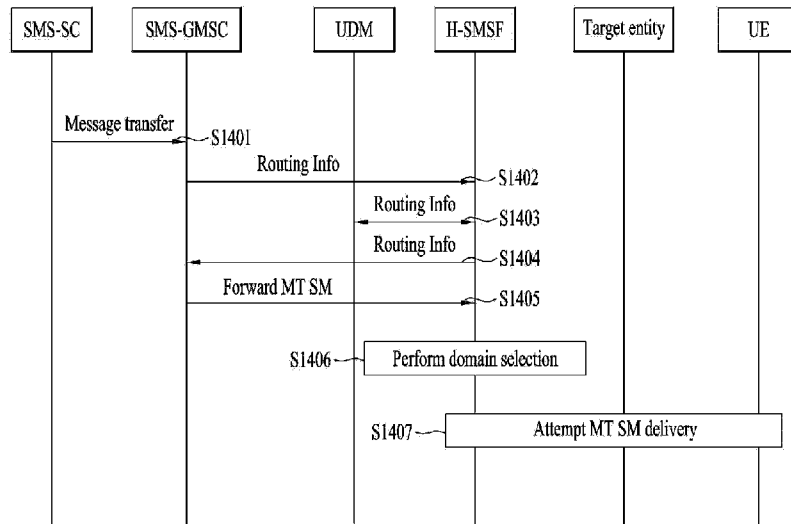 SMS-SC
SMS-GMSC
UDM
H-SMSF
Target entity
UE
Message transfer
S1401
Routing Info
S1402
Routing Info
S1403
Routing Info
S1404
Forward MT SM
S1405
S1406
Perform domain selection
S1407
Attempt MT SM delivery